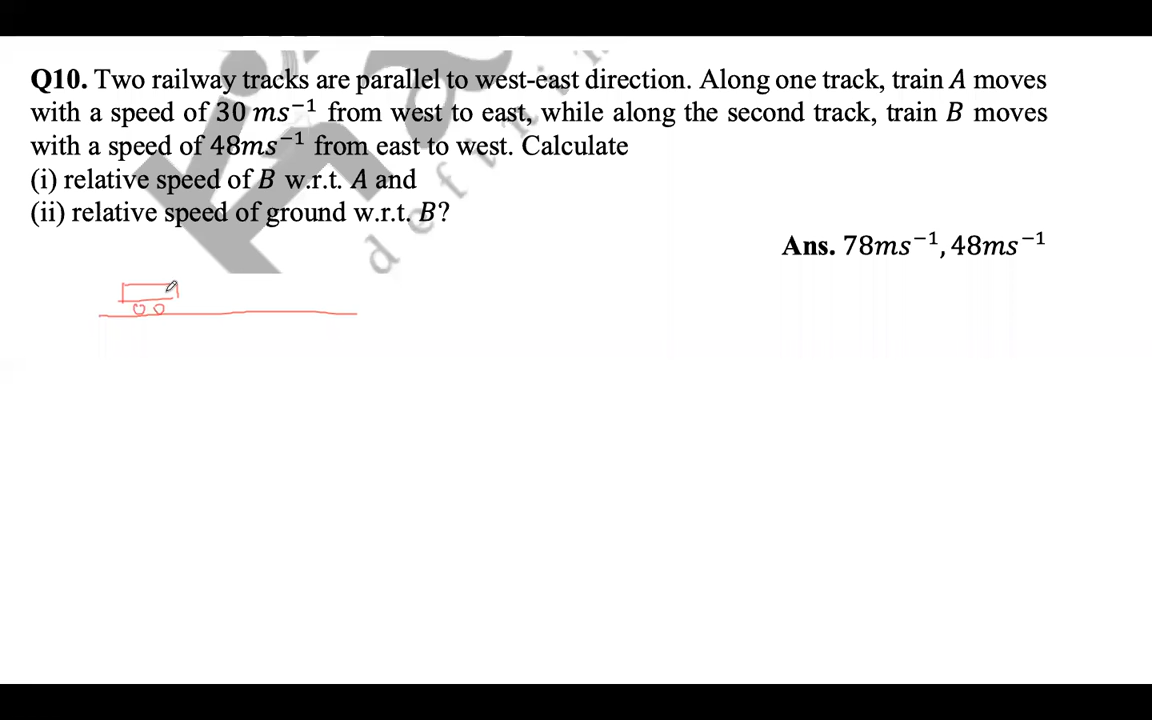 Q10. Two railway tracks are parallel to west-east direction. Along one track, train A moves
with a speed of 30 ms⁻¹ from west to east, while along the second track, train B moves
with a speed of 48ms⁻¹ from east to west. Calculate
(i) relative speed of B w.r.t. A and
(ii) relative speed of ground w.r.t. B?
Ans. 78ms⁻¹, 48ms⁻¹